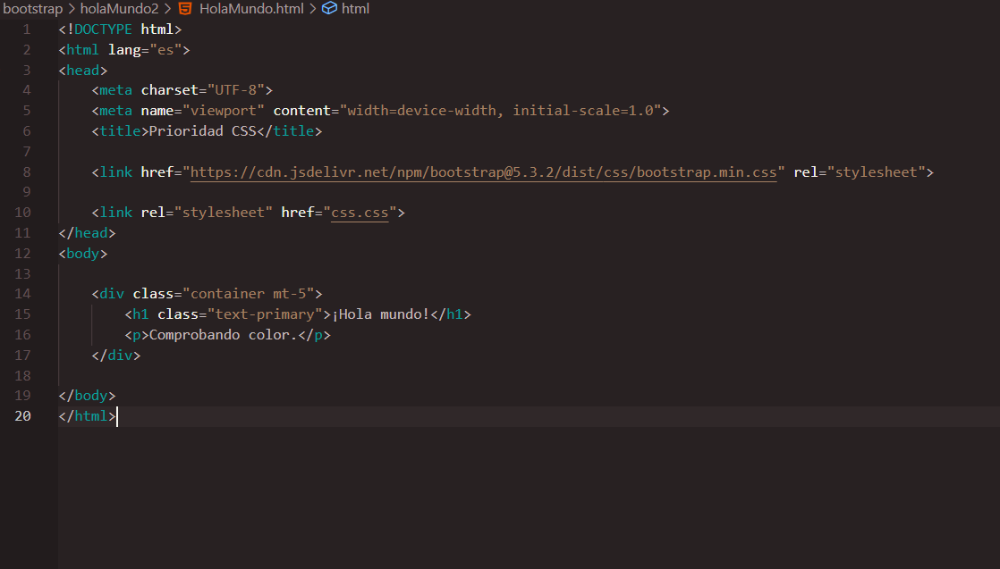 bootstrap > holaMundo2 > HolaMundo.html > html
1 <!DOCTYPE html>
2 <html lang="es">
3 <head>
4     <meta charset="UTF-8">
5     <meta name="viewport" content="width=device-width, initial-scale=1.0">
6     <title>Prioridad CSS</title>
7
8     <link href="https://cdn.jsdelivr.net/npm/bootstrap@5.3.2/dist/css/bootstrap.min.css" rel="stylesheet">
9
10     <link rel="stylesheet" href="css.css">
11 </head>
12 <body>
13
14     <div class="container mt-5">
15         <h1 class="text-primary">¡Hola mundo!</h1>
16         <p>Comprobando color.</p>
17     </div>
18
19 </body>
20 </html>